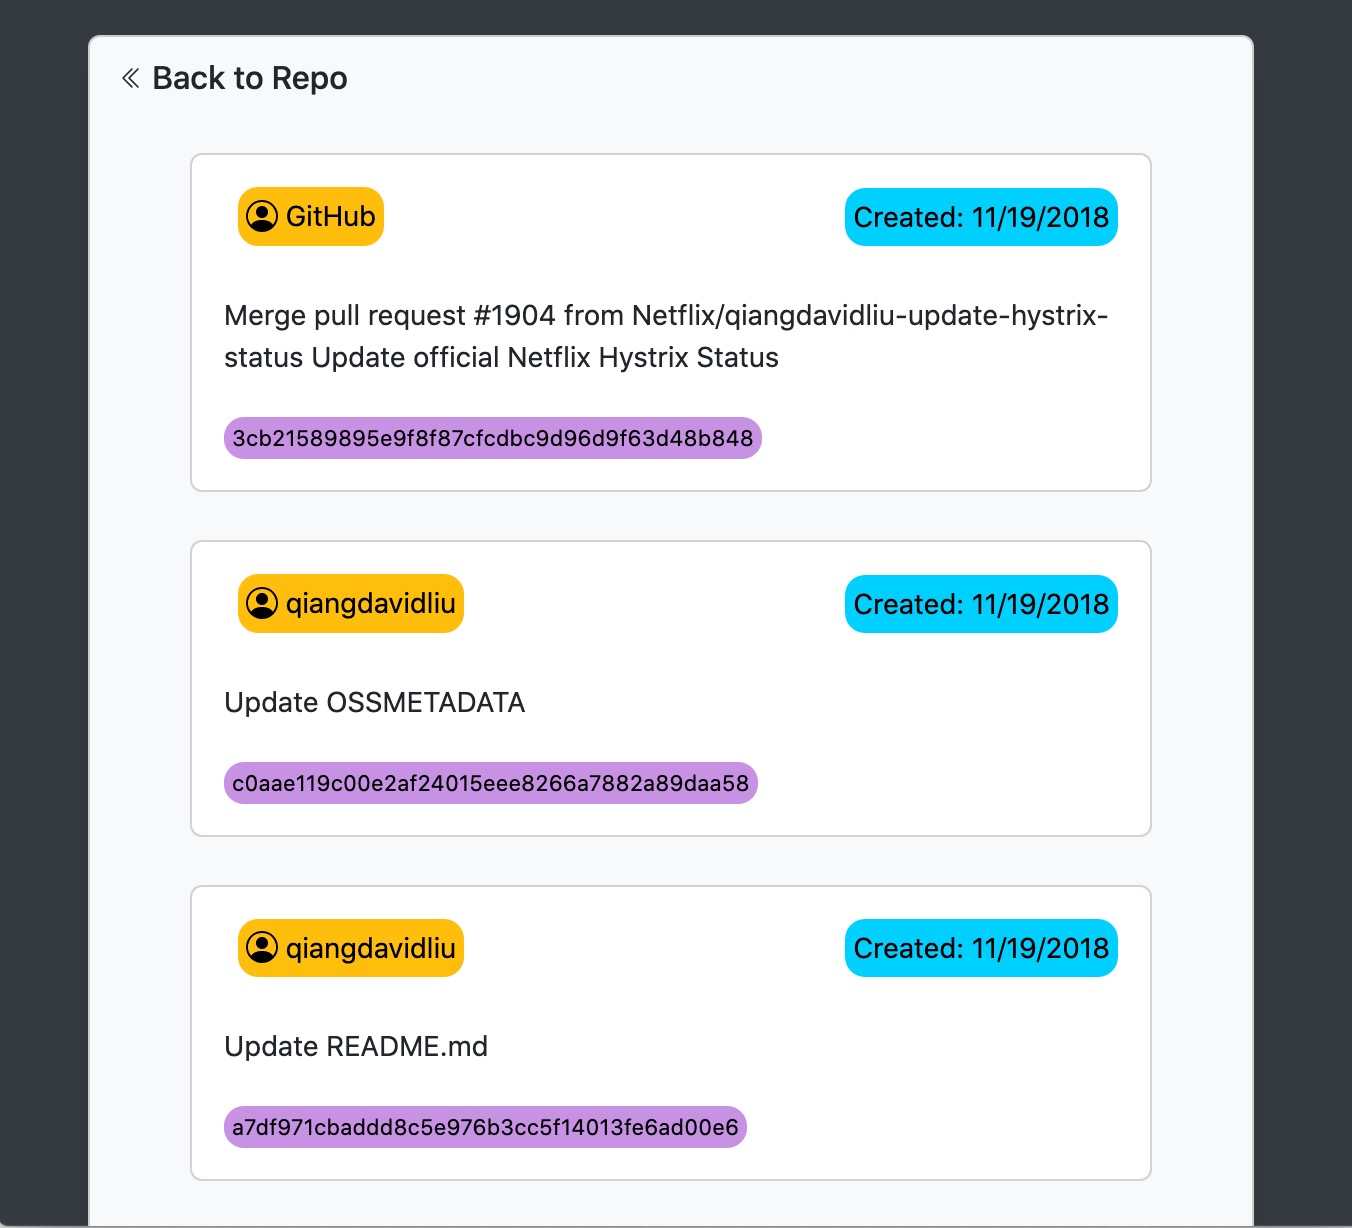 Back to Repo
GitHub
Created: 11/19/2018
Merge pull request #1904 from Netflix/qiangdavidliu-update-hystrix-
status Update official Netflix Hystrix Status
3cb21589895e9f8f87cfcdbc9d96d9f63d48b848
qiangdavidliu
Created: 11/19/2018
Update OSSMETADATA
c0aae119c00e2af24015eee8266a7882a89daa58
qiangdavidliu
Created: 11/19/2018
Update README.md
a7df971cbaddd8c5e976b3cc5f14013fe6ad00e6